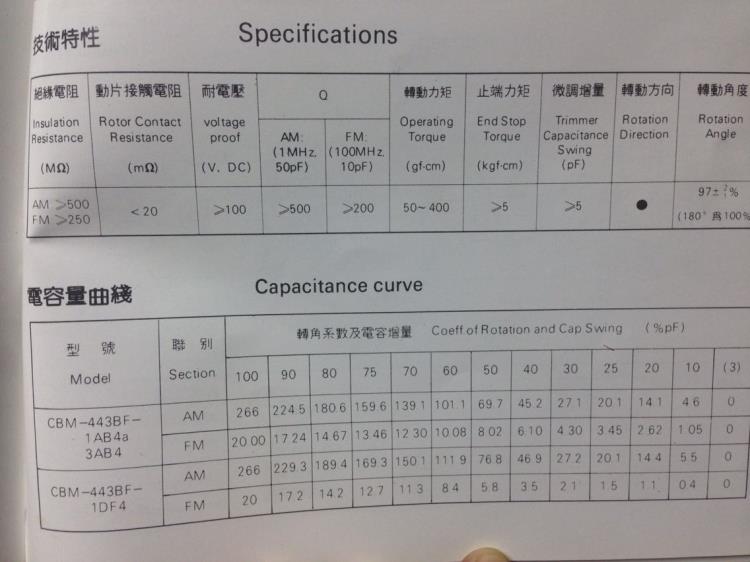 技術特性 Specifications
絕緣電阻 動片接觸電阻 耐電壓 Q 轉動力矩 止端力矩 微調增量 轉動方向 轉動角度
Insulation Resistance (MΩ) Rotor Contact Resistance (mΩ) voltage proof (V. DC) AM: (1MHz. 50pF) FM: (100MHz. 10pF) Operating Torque (gf·cm) End Stop Torque (kgf·cm) Trimmer Capacitance Swing (pF) Rotation Direction Rotation Angle
AM ⩾500 FM ⩾250 <20 ⩾100 ⩾500 ⩾200 50~400 ⩾5 ⩾5 ● 97± %
(180° 爲100%
電容量曲綫 Capacitance curve
型號 聯別 轉角系數及電容增量 Coeff of Rotation and Cap Swing (%pF)
Model Section 100 90 80 75 70 60 50 40 30 25 20 10 (3)
CBM-443BF-1AB4a 3AB4 AM 266 224.5 180.6 159.6 139.1 101.1 69.7 45.2 27.1 20.1 14.1 4.6 0
FM 20.00 17.24 14.67 13.46 12.30 10.08 8.02 6.10 4.30 3.45 2.62 1.05 0
CBM-443BF-1DF4 AM 266 229.3 189.4 169.3 150.1 111.9 76.8 46.9 27.2 20.1 14.4 5.5 0
FM 20 17.2 14.2 12.7 11.3 8.4 5.8 3.5 2.1 1.5 1.1 0.4 0